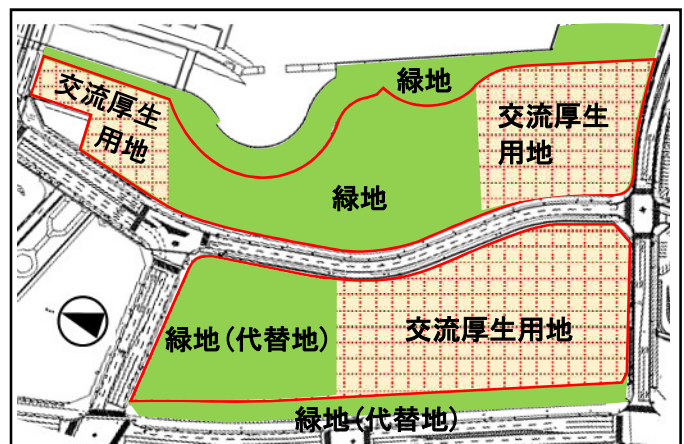 緑地
交流厚生
用地
交流厚生
用地
緑地
緑地(代替地)
交流厚生用地
緑地(代替地)